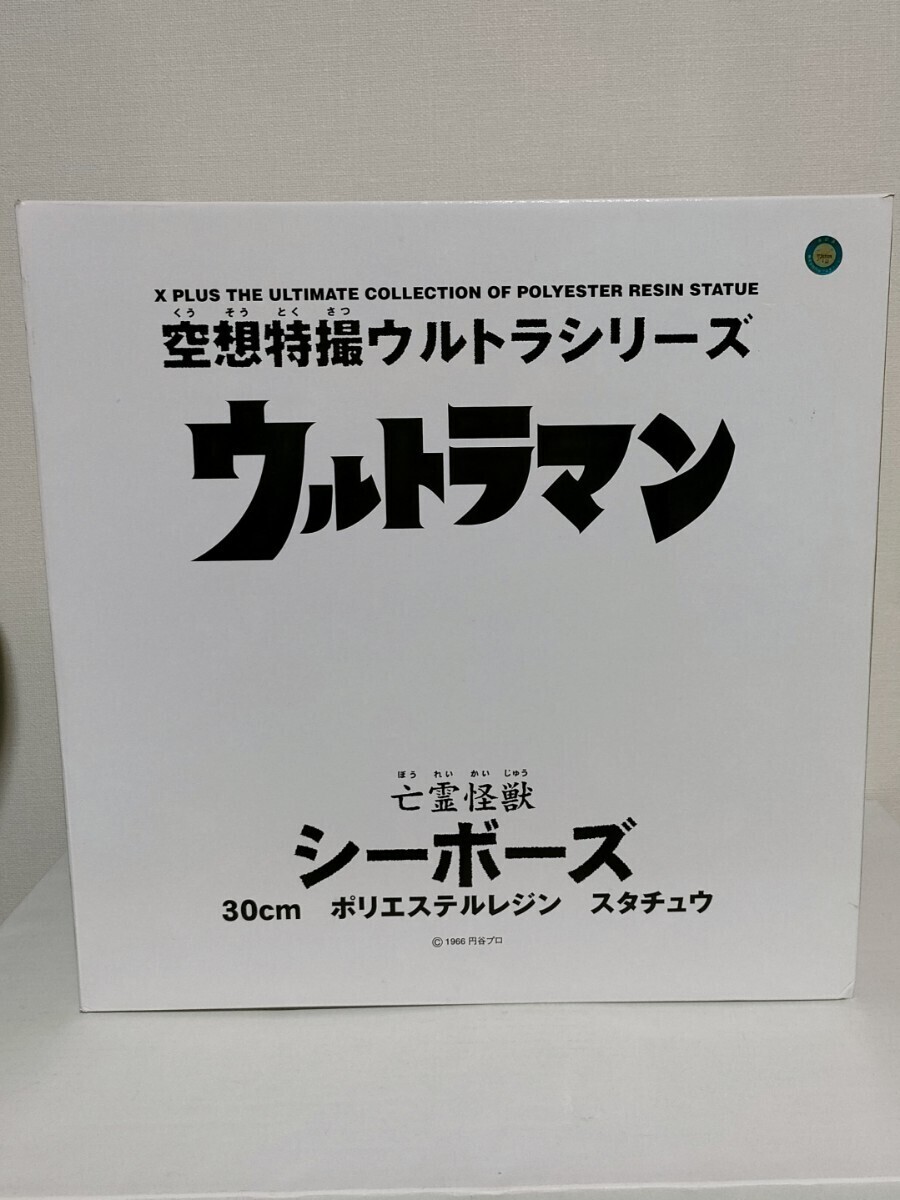 X PLUS THE ULTIMATE COLLECTION OF POLYESTER RESIN STATUE
くう そう とく さつ
空想特撮ウルトラシリーズ
ウルトラマン
ぼう れい かい じゅう
亡霊怪獣
シーボーズ
30cm ポリエステルレジン スタチュウ
© 1966 円谷プロ